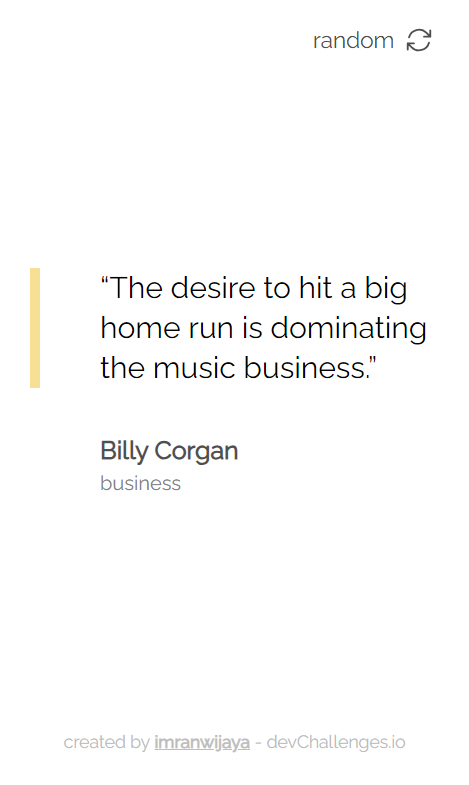 random
“The desire to hit a big
home run is dominating
the music business.”
Billy Corgan
business
created by imranwijaya - devChallenges.io